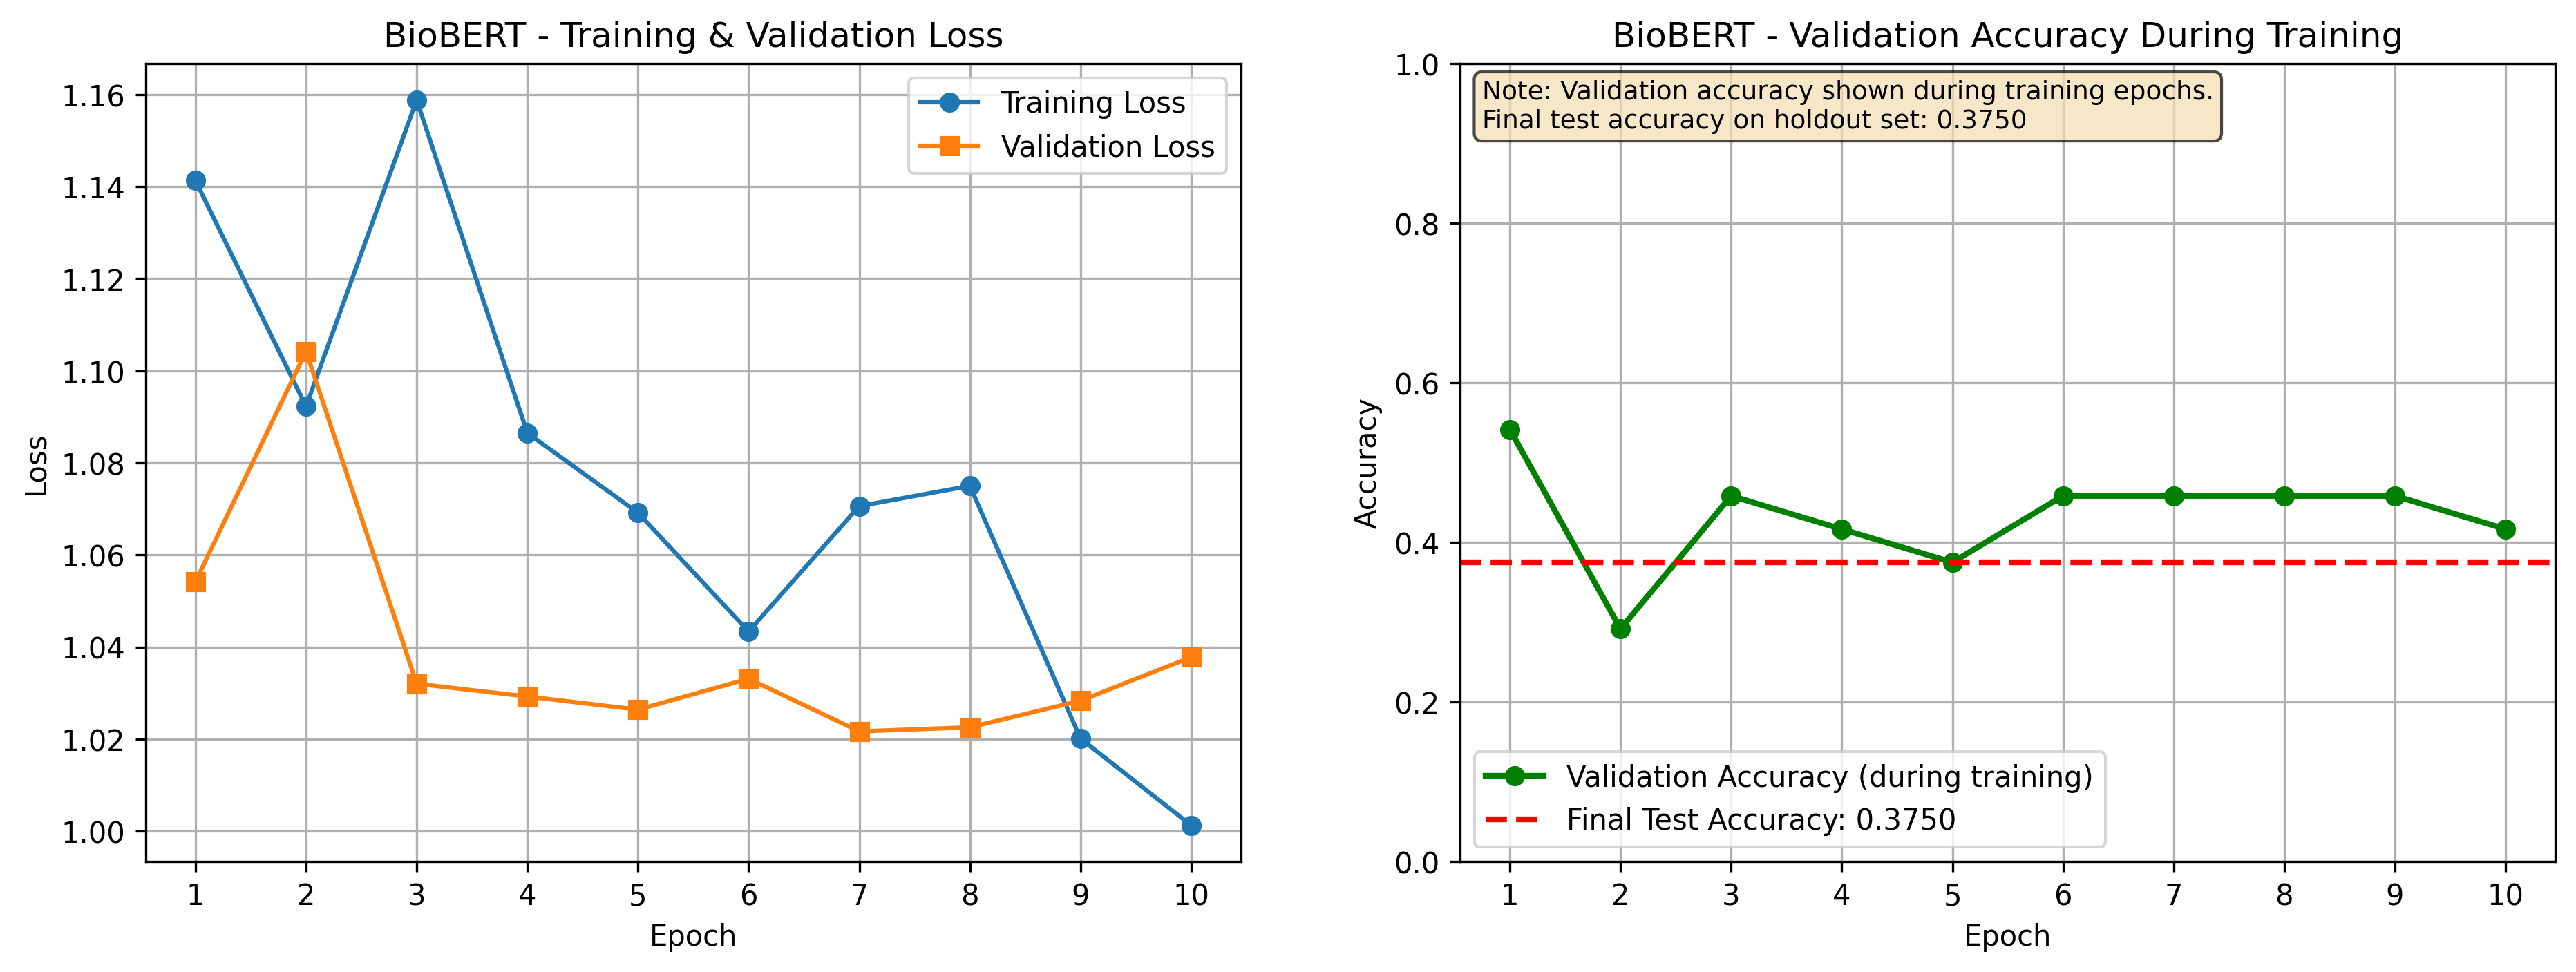 BioBERT - Training & Validation Loss
Training Loss
Validation Loss
1.16
1.14
1.12
1.10
1.08
1.06
1.04
1.02
1.00
Loss
1 2 3 4 5 6 7 8 9 10
Epoch
BioBERT - Validation Accuracy During Training
Note: Validation accuracy shown during training epochs.
Final test accuracy on holdout set: 0.3750
1.0
0.8
0.6
0.4
0.2
0.0
Accuracy
Validation Accuracy (during training)
Final Test Accuracy: 0.3750
1 2 3 4 5 6 7 8 9 10
Epoch